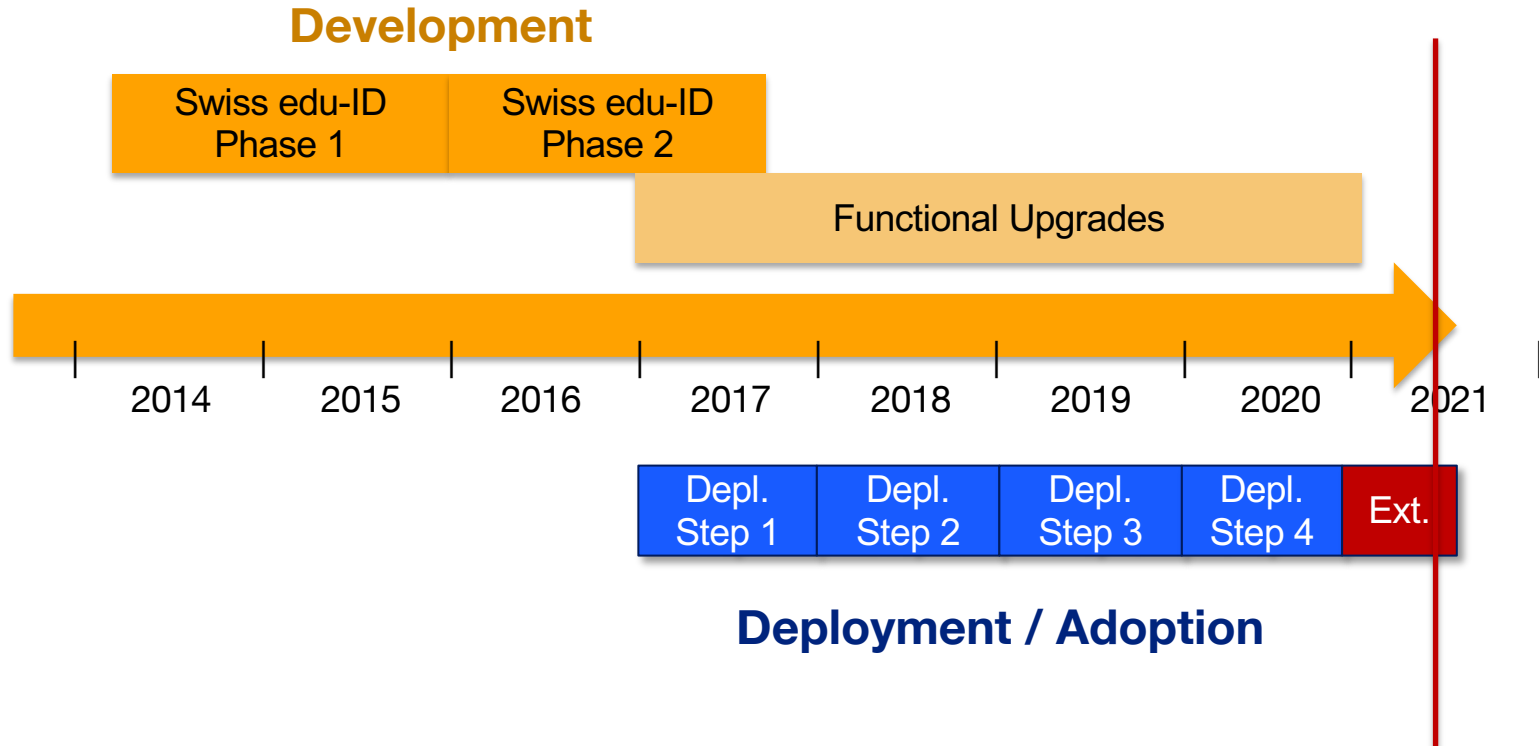 Development
Swiss edu-ID
Phase 1
Swiss edu-ID
Phase 2
Functional Upgrades
2014
2015
2016
2017
2018
2019
2020
2021
Depl.
Step 1
Depl.
Step 2
Depl.
Step 3
Depl.
Step 4
Ext.
Deployment / Adoption